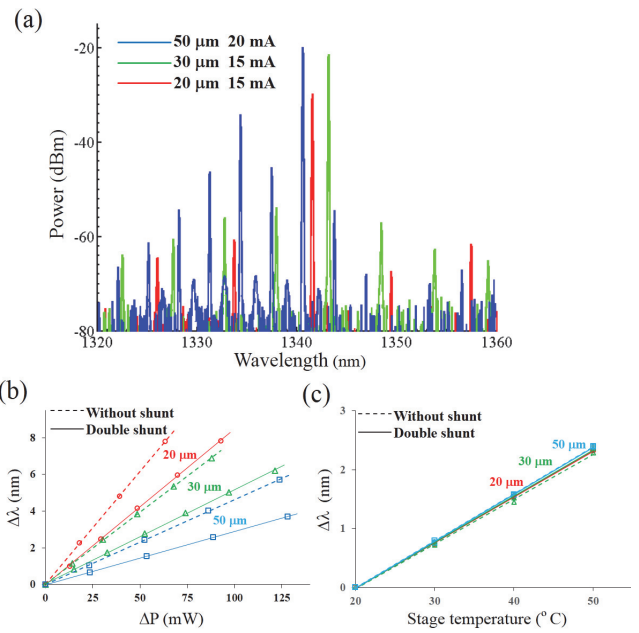 (a)
50 μm 20 mA
30 μm 15 mA
20 μm 15 mA
-20
-40
-60
-80
Power (dBm)
1320 1330 1340 1350 1360
Wavelength (nm)
(b)
Without shunt
Double shunt
20 μm
30 μm
50 μm
8
6
4
2
0
Δλ (nm)
0 25 50 75 100 125
ΔP (mW)
(c)
Without shunt
Double shunt
50 μm
30 μm
20 μm
3
2
1
0
Δλ (nm)
20 30 40 50
Stage temperature (° C)